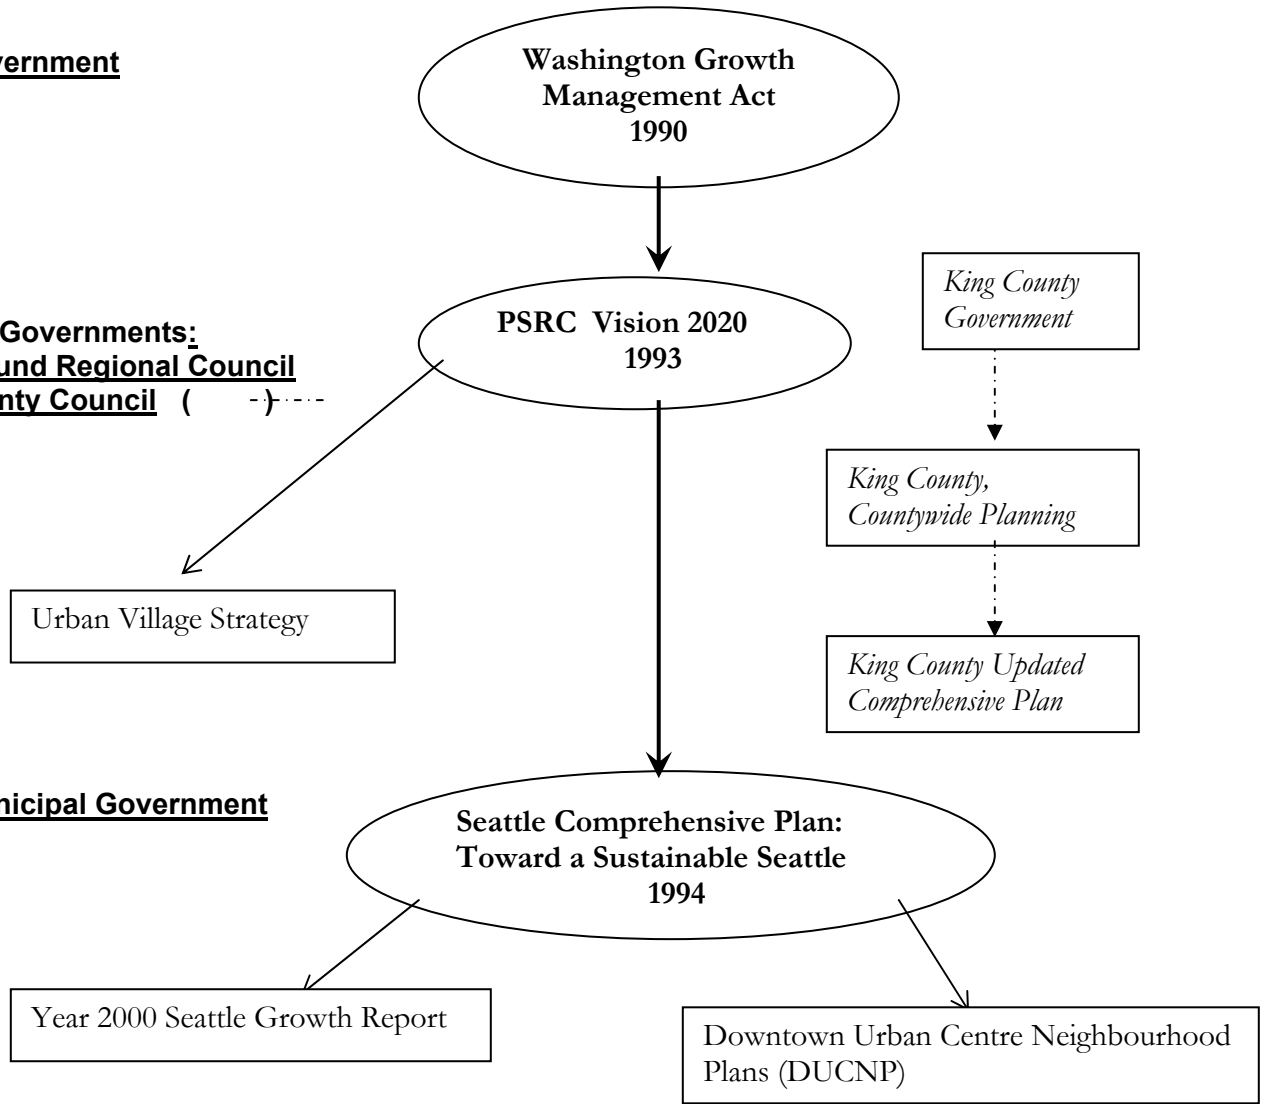 vernment
Washington Growth
Management Act
1990
King County
Government
Governments:
und Regional Council
nty Council ( )
PSRC Vision 2020
1993
King County,
Countywide Planning
Urban Village Strategy
King County Updated
Comprehensive Plan
nicipal Government
Seattle Comprehensive Plan:
Toward a Sustainable Seattle
1994
Year 2000 Seattle Growth Report
Downtown Urban Centre Neighbourhood
Plans (DUCNP)